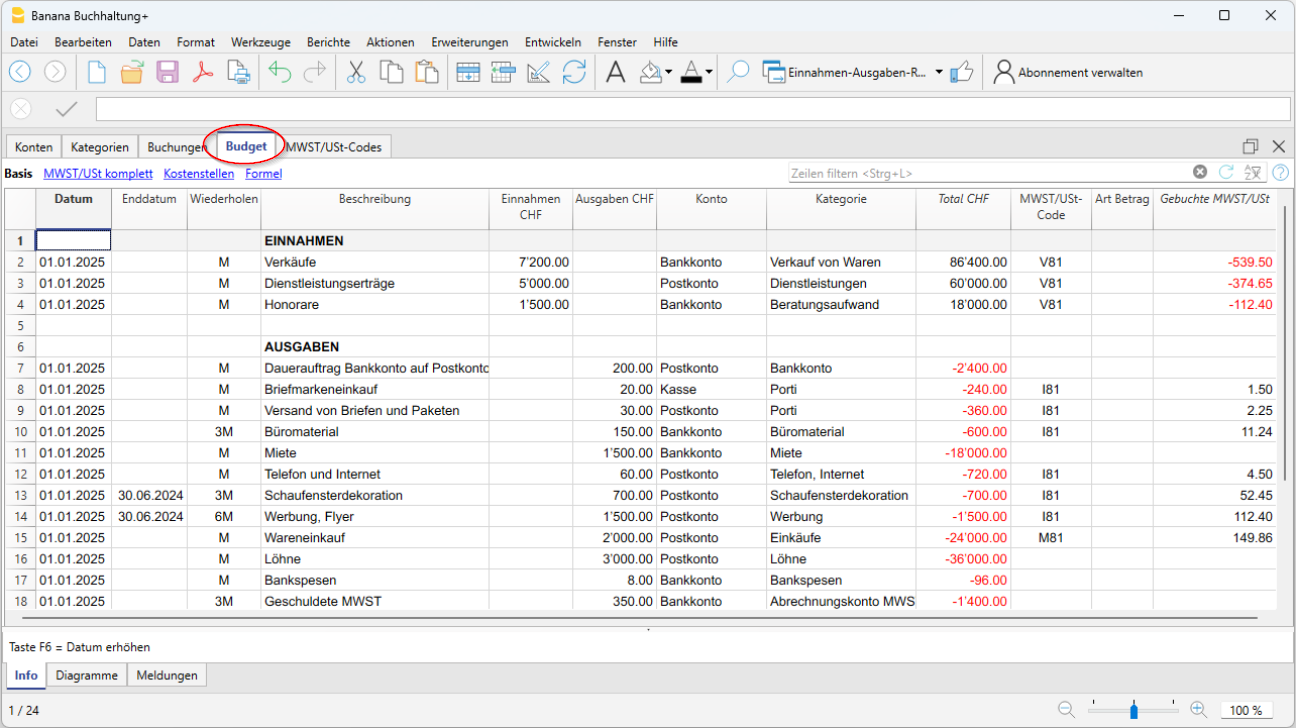 Banana Buchhaltung+
Datei Bearbeiten Daten Format Werkzeuge Berichte Aktionen Erweiterungen Entwickeln Fenster Hilfe
Einnahmen-Ausgaben-R... Abonnement verwalten
Konten Kategorien Buchungen Budget MWST/USt-Codes
Basis MWST/USt komplett Kostenstellen Formel Zeilen filtern <Strg+L>
Datum Enddatum Wiederholen Beschreibung Einnahmen CHF Ausgaben CHF Konto Kategorie Total CHF MWST/USt-Code Art Betrag Gebuchte MWST/USt
1 EINNAHMEN
2 01.01.2025 M Verkäufe 7'200.00 Bankkonto Verkauf von Waren 86'400.00 V81 -539.50
3 01.01.2025 M Dienstleistungserträge 5'000.00 Postkonto Dienstleistungen 60'000.00 V81 -374.65
4 01.01.2025 M Honorare 1'500.00 Bankkonto Beratungsaufwand 18'000.00 V81 -112.40
5
6 AUSGABEN
7 01.01.2025 M Dauerauftrag Bankkonto auf Postkonto 200.00 Postkonto Bankkonto -2'400.00
8 01.01.2025 M Briefmarkeneinkauf 20.00 Kasse Porti -240.00 I81 1.50
9 01.01.2025 M Versand von Briefen und Paketen 30.00 Postkonto Porti -360.00 I81 2.25
10 01.01.2025 3M Büromaterial 150.00 Bankkonto Büromaterial -600.00 I81 11.24
11 01.01.2025 M Miete 1'500.00 Bankkonto Miete -18'000.00
12 01.01.2025 M Telefon und Internet 60.00 Postkonto Telefon, Internet -720.00 I81 4.50
13 01.01.2025 30.06.2024 3M Schaufensterdekoration 700.00 Postkonto Schaufensterdekoration -700.00 I81 52.45
14 01.01.2025 30.06.2024 6M Werbung, Flyer 1'500.00 Postkonto Werbung -1'500.00 I81 112.40
15 01.01.2025 M Wareneinkauf 2'000.00 Postkonto Einkäufe -24'000.00 M81 149.86
16 01.01.2025 M Löhne 3'000.00 Postkonto Löhne -36'000.00
17 01.01.2025 M Bankspesen 8.00 Bankkonto Bankspesen -96.00
18 01.01.2025 3M Geschuldete MWST 350.00 Bankkonto Abrechnungskonto MWS -1'400.00
Taste F6 = Datum erhöhen
Info Diagramme Meldungen
1 / 24 100 %